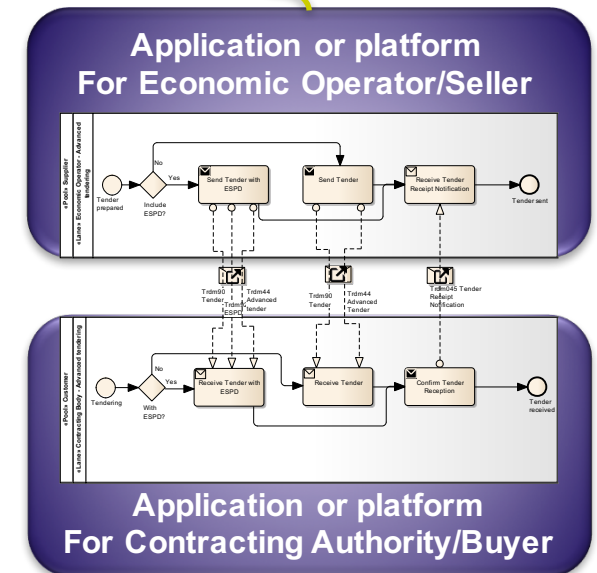 Application or platform
For Economic Operator/Seller
«Pool» Supplier
«Lane» Economic Operator - Advanced
tendering
Tender
prepared
No
Yes
Include
ESPD?
Send Tender with
ESPD
Send Tender
Receive Tender
Receipt Notification
Tender sent
Trdm90
Tender
Trdm44
Advanced
tender
ESPD
Trdm90
Tender
Trdm44
Advanced
Tender
Trdm045 Tender
Receipt
Notification
«Pool» Customer
«Lane» Contracting Body - Advanced tendering
Tendering
No
Yes
With
ESPD?
Receive Tender with
ESPD
Receive Tender
Confirm Tender
Reception
Tender
received
Application or platform
For Contracting Authority/Buyer